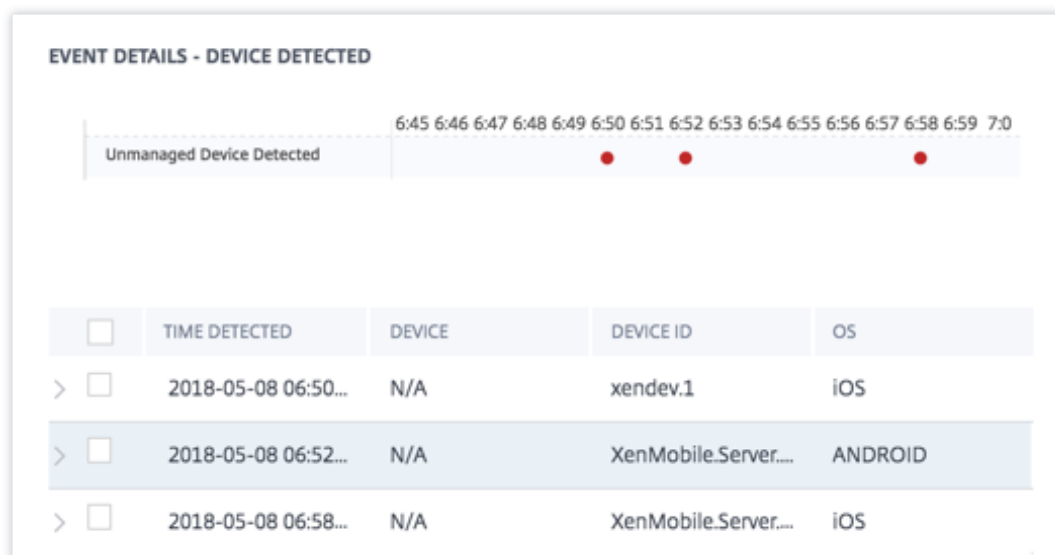 EVENT DETAILS - DEVICE DETECTED
6:45 6:46 6:47 6:48 6:49 6:50 6:51 6:52 6:53 6:54 6:55 6:56 6:57 6:58 6:59 7:0
Unmanaged Device Detected
TIME DETECTED DEVICE DEVICE ID OS
2018-05-08 06:50... N/A xendev.1 iOS
2018-05-08 06:52... N/A XenMobile.Server.... ANDROID
2018-05-08 06:58... N/A XenMobile.Server.... iOS